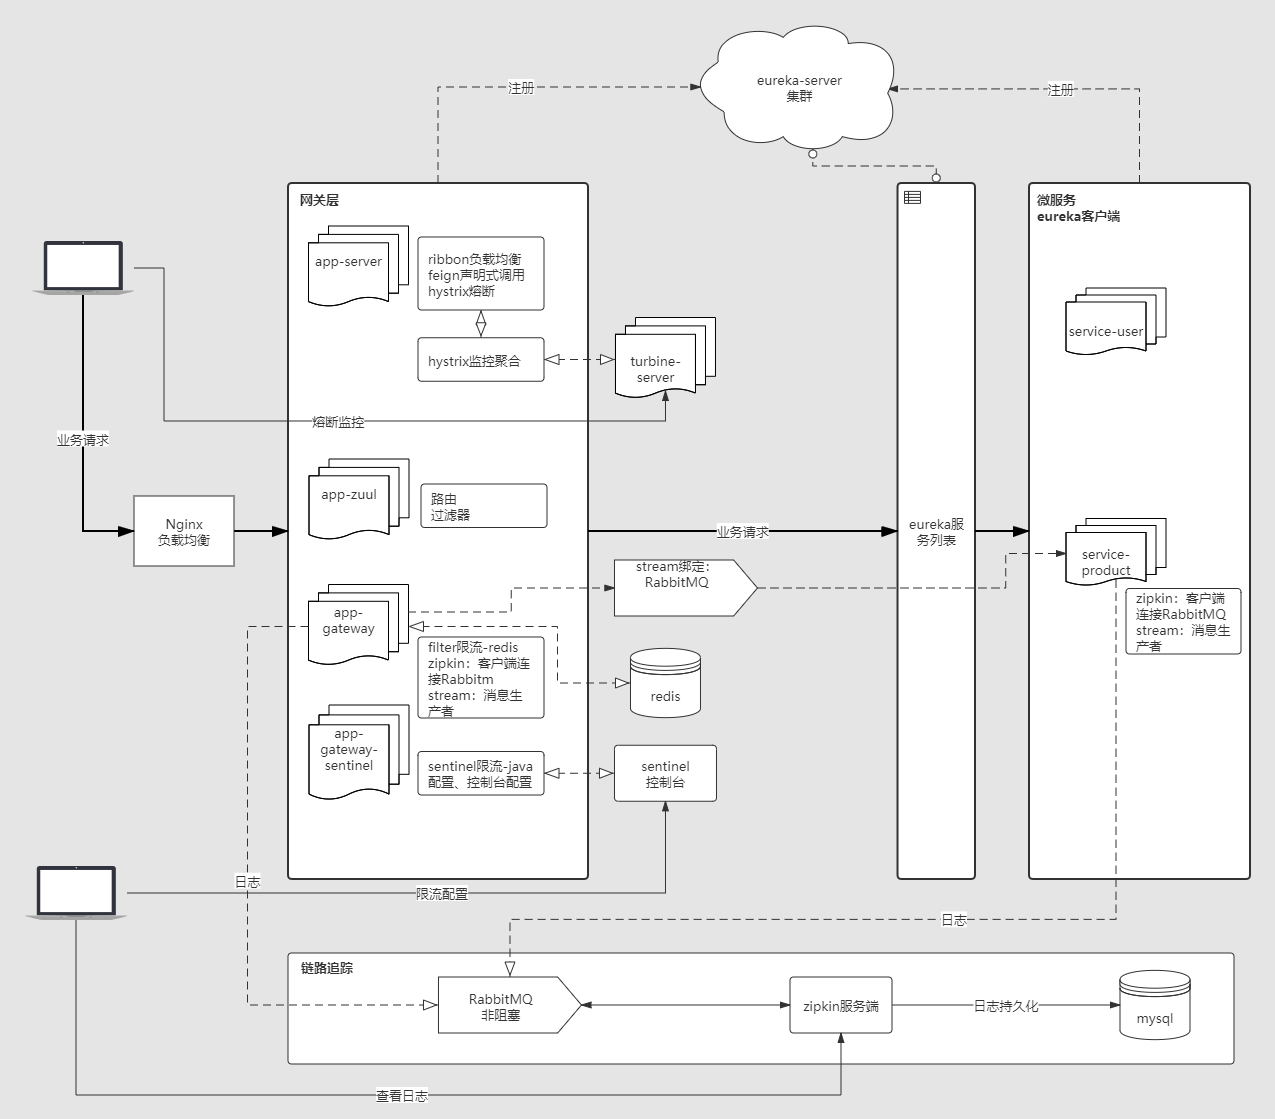 eureka-server
集群
注册
注册
网关层
app-server
ribbon负载均衡
feign声明式调用
hystrix熔断
hystrix监控聚合
turbine-
server
熔断监控
业务请求
Nginx
负载均衡
app-zuul
路由
过滤器
业务请求
eureka服
务列表
微服务
eureka客户端
service-user
service-
product
zipkin：客户端
连接RabbitMQ
stream：消息生
产者
stream绑定：
RabbitMQ
app-
gateway
filter限流-redis
zipkin：客户端连
接Rabbitm
stream：消息生
产者
redis
app-
gateway-
sentinel
sentinel限流-java
配置、控制台配置
sentinel
控制台
日志
限流配置
日志
链路追踪
RabbitMQ
非阻塞
zipkin服务端
日志持久化
mysql
查看日志